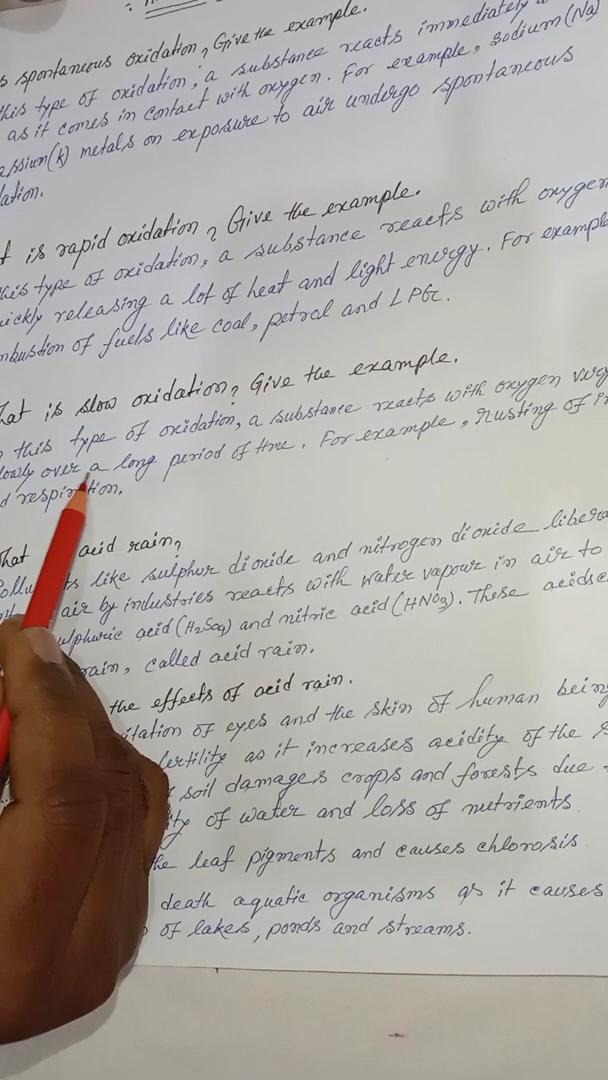 s spontaneous oxidation? Give the example.
this type of oxidation, a substance reacts immediately
as it comes in contact with oxygen. For example, Sodium (Na)
assium(k) metals on exposure to air undergo spontaneous
lation.
t is rapid oxidation? Give the example.
this type of oxidation, a substance reacts with oxygen
uickly releasing a lot of heat and light energy. For example
mbustion of fuels like coal, petrol and LPG.
hat is slow oxidation? Give the example.
n this type of oxidation, a substance reacts with oxygen very
lowly over a long period of time. For example, rusting of ir
d respiration.
hat acid rain?
Pollu ts like sulphur dioxide and nitrogen dioxide libera
air by industries reacts with water vapour in air to
ulphuric acid (H2So4) and nitric acid (HNO3). These acids
rain, called acid rain.
the effects of acid rain.
itation of eyes and the skin of human being
fertility as it increases acidity of the s
soil damages crops and forests due
ity of water and loss of nutrients.
he leaf pigments and causes chlorosis.
death aquatic organisms as it causes
of lakes, ponds and streams.